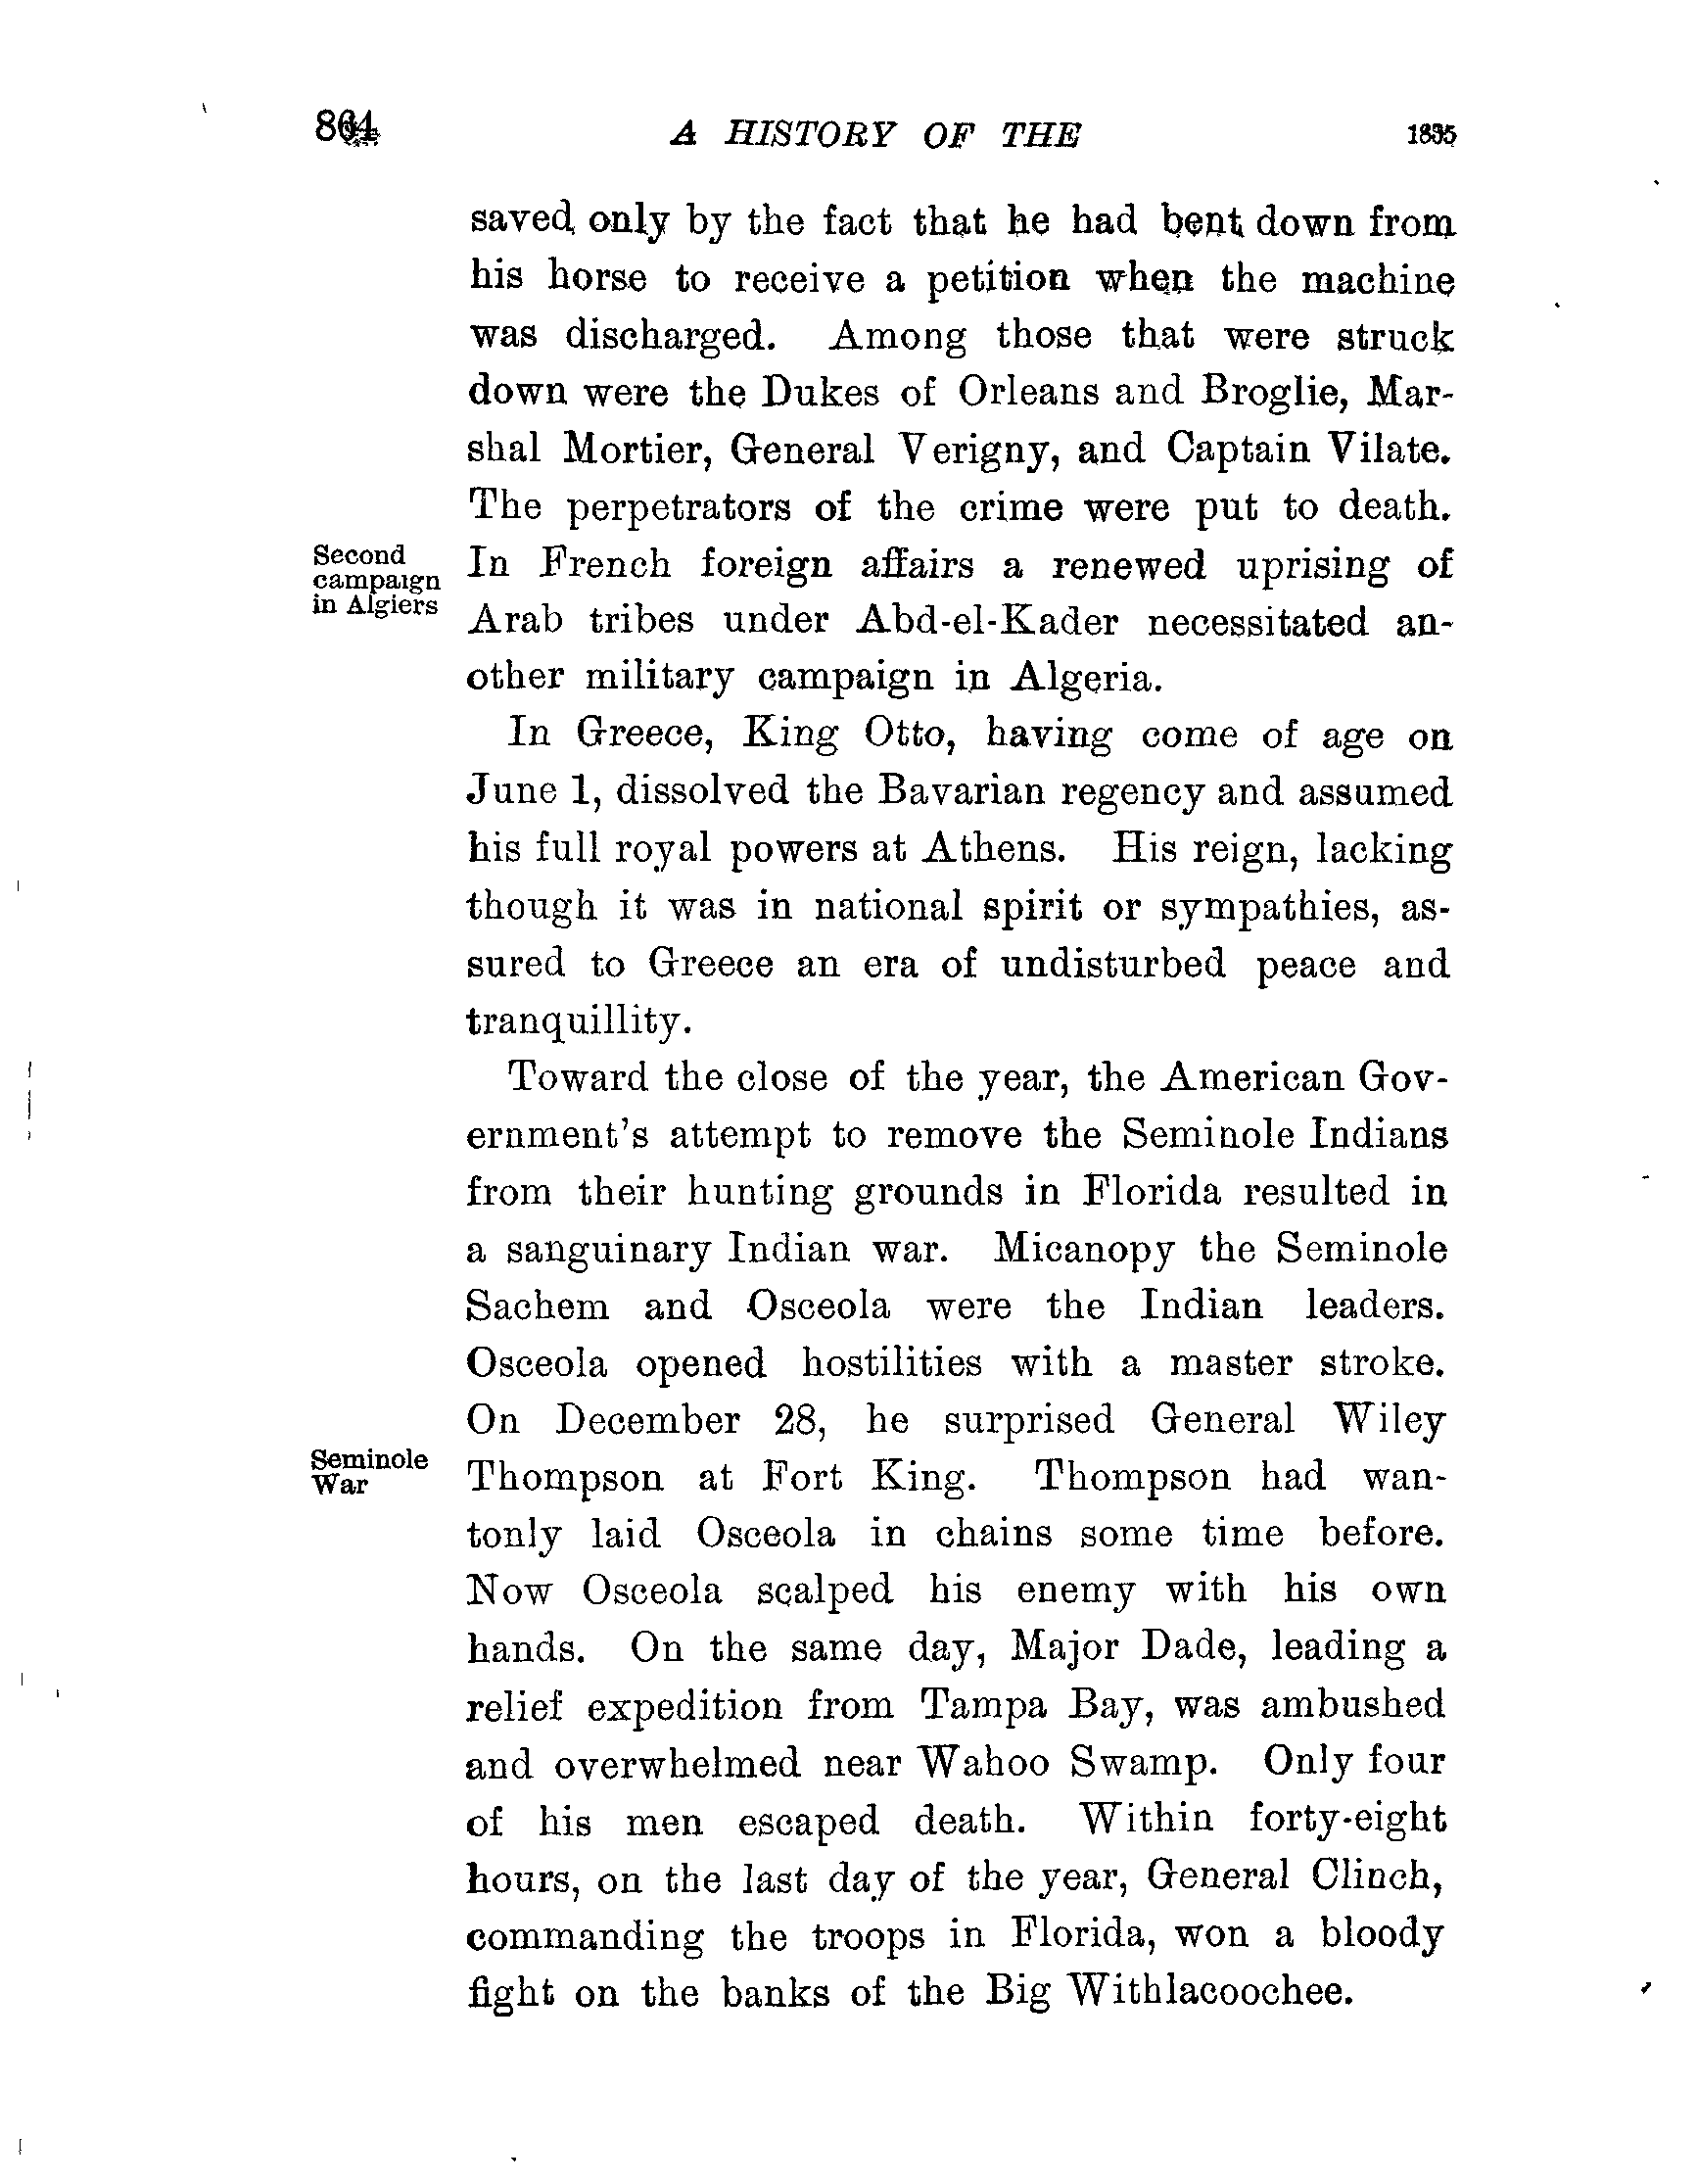 804 A HISTORY OF THE 1835
saved only by the fact that he had bent down from
his horse to receive a petition when the machine
was discharged. Among those that were struck
down were the Dukes of Orleans and Broglie, Mar-
shal Mortier, General Verigny, and Captain Vilate.
The perpetrators of the crime were put to death.
Second
campaign
in Algiers
In French foreign affairs a renewed uprising of
Arab tribes under Abd-el-Kader necessitated an-
other military campaign in Algeria.
In Greece, King Otto, having come of age on
June 1, dissolved the Bavarian regency and assumed
his full royal powers at Athens. His reign, lacking
though it was in national spirit or sympathies, as-
sured to Greece an era of undisturbed peace and
tranquillity.
Toward the close of the year, the American Gov-
ernment's attempt to remove the Seminole Indians
from their hunting grounds in Florida resulted in
a sanguinary Indian war. Micanopy the Seminole
Sachem and Osceola were the Indian leaders.
Osceola opened hostilities with a master stroke.
On December 28, he surprised General Wiley
Seminole
War
Thompson at Fort King. Thompson had wan-
tonly laid Osceola in chains some time before.
Now Osceola scalped his enemy with his own
hands. On the same day, Major Dade, leading a
relief expedition from Tampa Bay, was ambushed
and overwhelmed near Wahoo Swamp. Only four
of his men escaped death. Within forty-eight
hours, on the last day of the year, General Clinch,
commanding the troops in Florida, won a bloody
fight on the banks of the Big Withlacoochee.